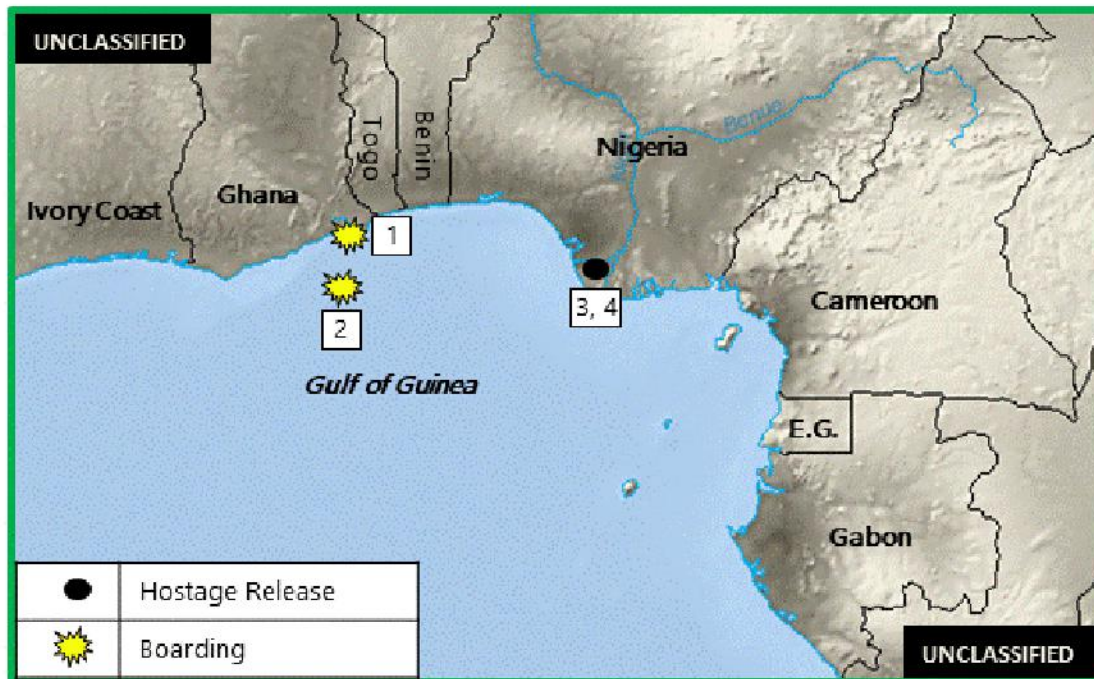 UNCLASSIFIED
Togo
Benin
Benue
Niger
Nigeria
Ghana
Ivory Coast
1
3, 4
2
Cameroon
Gulf of Guinea
E.G.
Gabon
Hostage Release
Boarding
UNCLASSIFIED